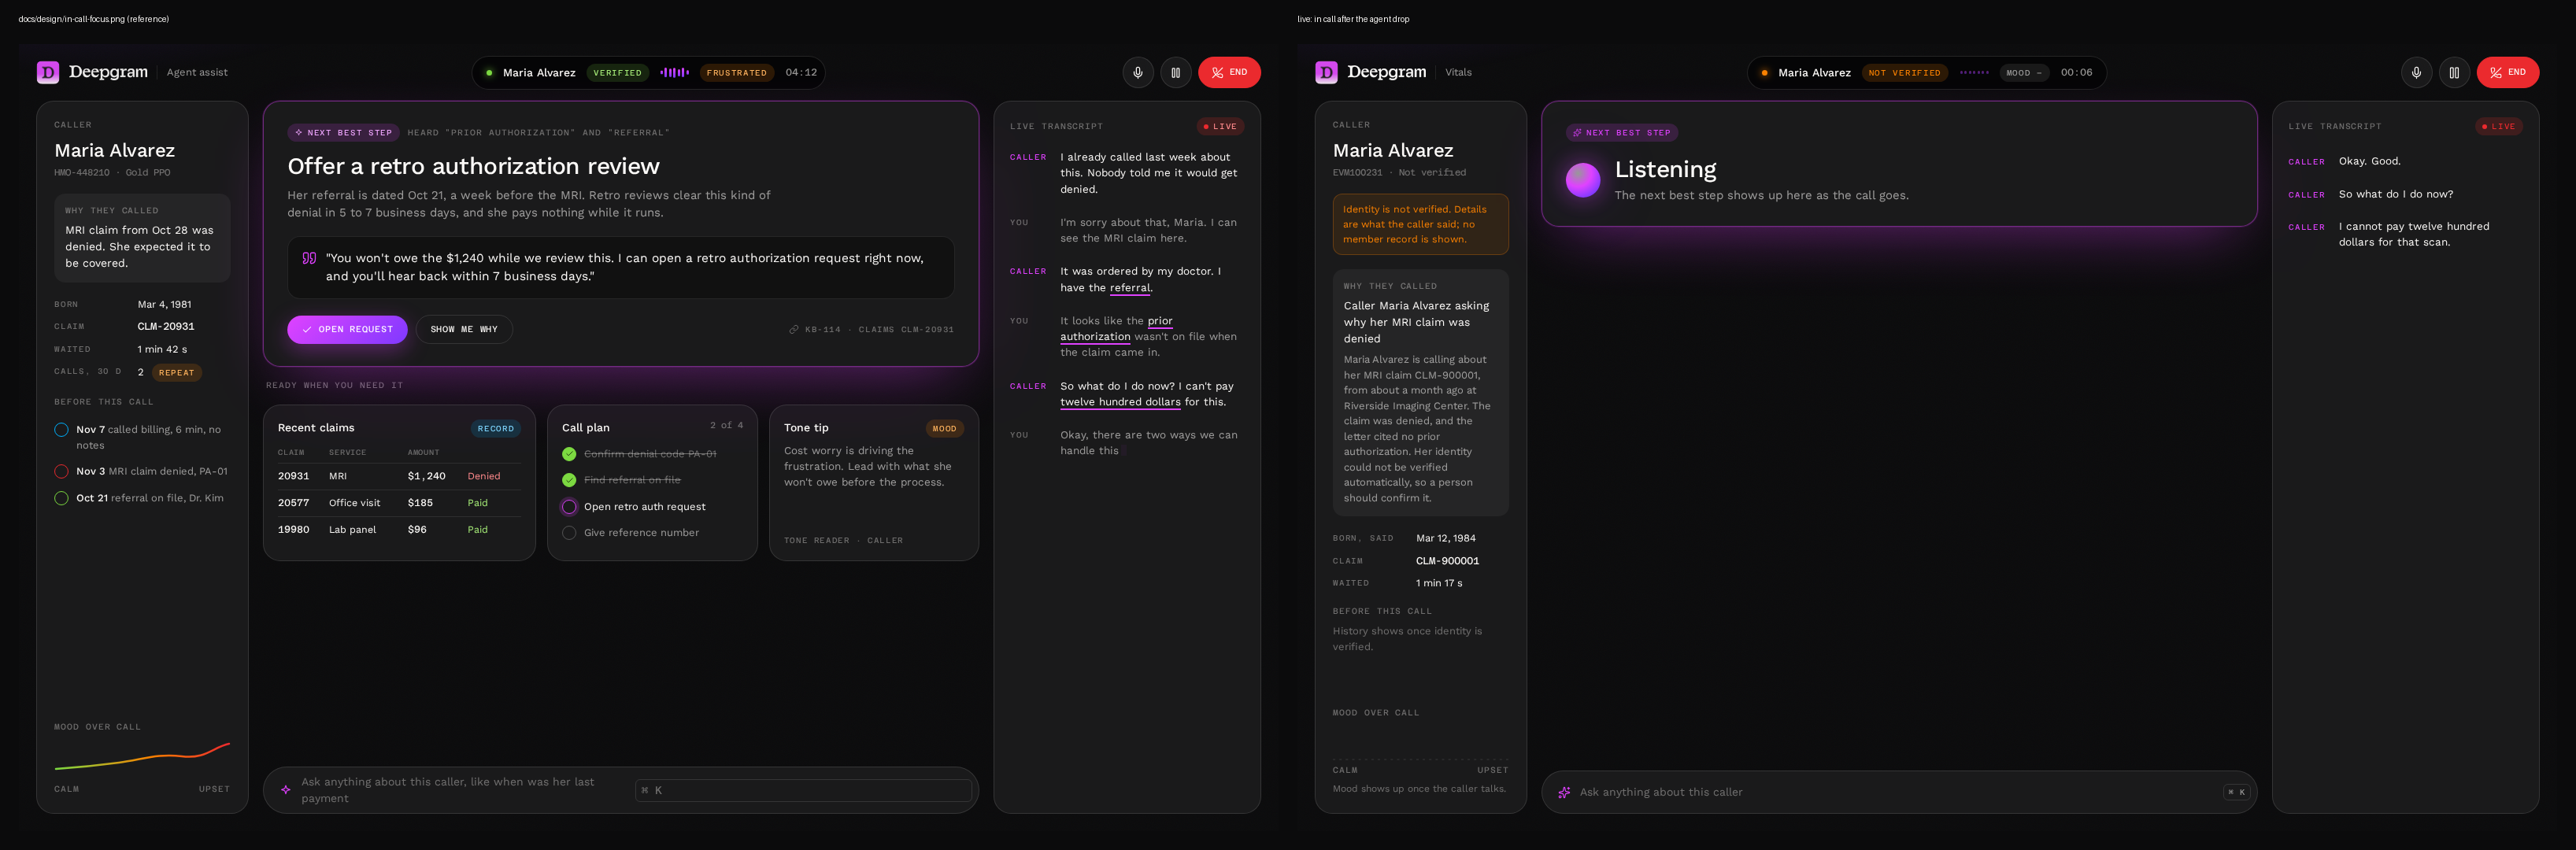 docs/design/in-call-focus.png (reference)
D Deepgram Agent assist
Maria Alvarez VERIFIED FRUSTRATED 04:12
END
CALLER
Maria Alvarez
HMO-448210 · Gold PPO
WHY THEY CALLED
MRI claim from Oct 28 was
denied. She expected it to
be covered.
BORN Mar 4, 1981
CLAIM CLM-20931
WAITED 1 min 42 s
CALLS, 30 D 2 REPEAT
BEFORE THIS CALL
Nov 7 called billing, 6 min, no
notes
Nov 3 MRI claim denied, PA-01
Oct 21 referral on file, Dr. Kim
MOOD OVER CALL
CALM UPSET
NEXT BEST STEP HEARD "PRIOR AUTHORIZATION" AND "REFERRAL"
Offer a retro authorization review
Her referral is dated Oct 21, a week before the MRI. Retro reviews clear this kind of
denial in 5 to 7 business days, and she pays nothing while it runs.
"You won't owe the $1,240 while we review this. I can open a retro authorization request right now,
and you'll hear back within 7 business days."
OPEN REQUEST SHOW ME WHY KB-114 · CLAIMS CLM-20931
READY WHEN YOU NEED IT
Recent claims RECORD
CLAIM SERVICE AMOUNT
20931 MRI $1,240 Denied
20577 Office visit $185 Paid
19980 Lab panel $96 Paid
Call plan 2 of 4
Confirm denial code PA-01
Find referral on file
Open retro auth request
Give reference number
Tone tip MOOD
Cost worry is driving the
frustration. Lead with what she
won't owe before the process.
TONE READER · CALLER
Ask anything about this caller, like when was her last
payment
⌘ K
LIVE TRANSCRIPT LIVE
CALLER I already called last week about
this. Nobody told me it would get
denied.
YOU I'm sorry about that, Maria. I can
see the MRI claim here.
CALLER It was ordered by my doctor. I
have the referral.
YOU It looks like the prior
authorization wasn't on file when
the claim came in.
CALLER So what do I do now? I can't pay
twelve hundred dollars for this.
YOU Okay, there are two ways we can
handle this
live: in call after the agent drop
D Deepgram Vitals
Maria Alvarez NOT VERIFIED MOOD – 00:06
END
CALLER
Maria Alvarez
EVM100231 · Not verified
Identity is not verified. Details
are what the caller said; no
member record is shown.
WHY THEY CALLED
Caller Maria Alvarez asking
why her MRI claim was
denied
Maria Alvarez is calling about
her MRI claim CLM-900001,
from about a month ago at
Riverside Imaging Center. The
claim was denied, and the
letter cited no prior
authorization. Her identity
could not be verified
automatically, so a person
should confirm it.
BORN, SAID Mar 12, 1984
CLAIM CLM-900001
WAITED 1 min 17 s
BEFORE THIS CALL
History shows once identity is
verified.
MOOD OVER CALL
CALM UPSET
Mood shows up once the caller talks.
NEXT BEST STEP
Listening
The next best step shows up here as the call goes.
Ask anything about this caller ⌘ K
LIVE TRANSCRIPT LIVE
CALLER Okay. Good.
CALLER So what do I do now?
CALLER I cannot pay twelve hundred
dollars for that scan.